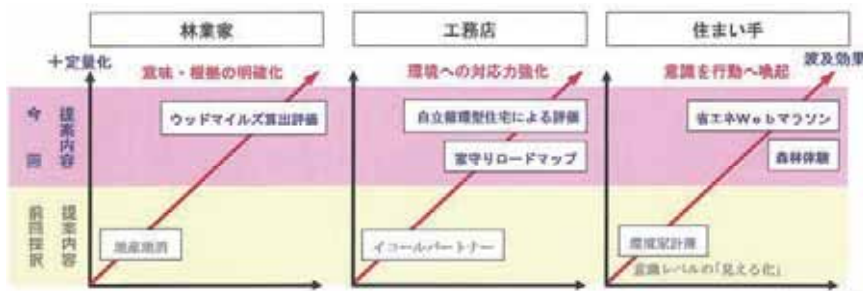 林業家
工務店
住まい手
＋定量化
意味・根拠の明確化
環境への対応力強化
意識を行動へ喚起
波及効果
今回
提案内容
ウッドマイルズ算出評価
自立循環型住宅による評価
家守りロードマップ
省エネWebマラソン
森林体験
前回採択
提案内容
地産地消
イコールパートナー
環境家計簿
意識レベルの「見える化」